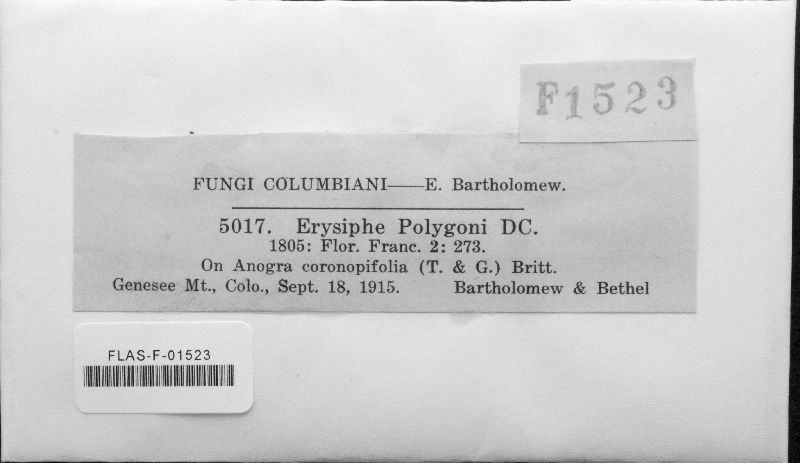 F1523
FUNGI COLUMBIANI——E. Bartholomew.
5017. Erysiphe Polygoni DC.
1805: Flor. Franc. 2: 273.
On Anogra coronopifolia (T. & G.) Britt.
Genesee Mt., Colo., Sept. 18, 1915. Bartholomew & Bethel
FLAS-F-01523